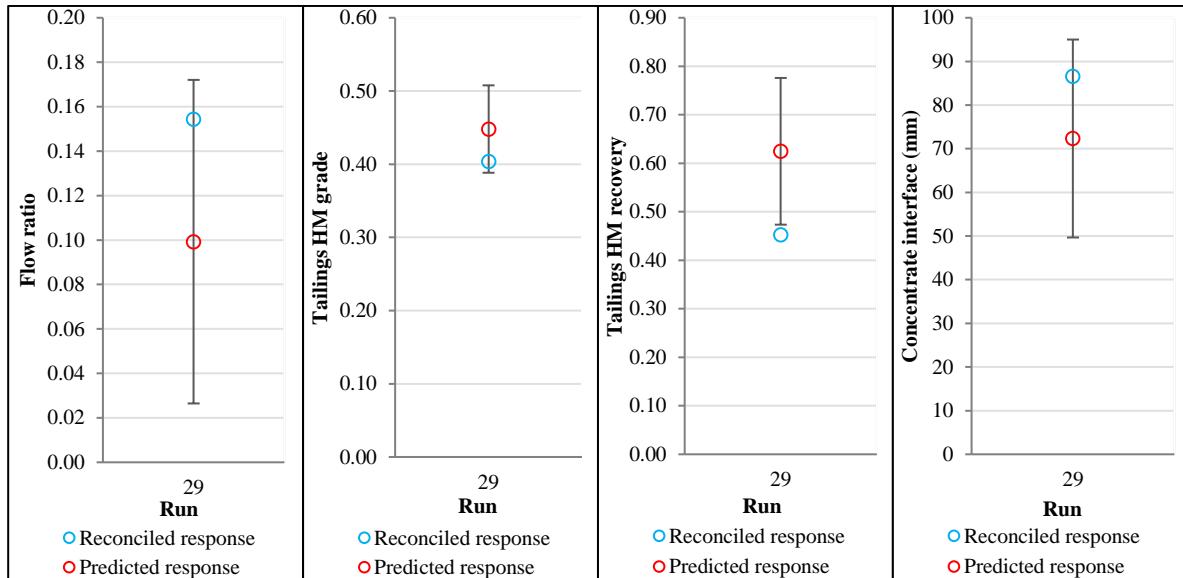 Flow ratio
0.20
0.18
0.16
0.14
0.12
0.10
0.08
0.06
0.04
0.02
0.00
29
Run
Reconciled response
Predicted response
Tailings HM grade
0.60
0.50
0.40
0.30
0.20
0.10
0.00
29
Run
Reconciled response
Predicted response
Tailings HM recovery
0.90
0.80
0.70
0.60
0.50
0.40
0.30
0.20
0.10
0.00
29
Run
Reconciled response
Predicted response
Concentrate interface (mm)
100
90
80
70
60
50
40
30
20
10
0
29
Run
Reconciled response
Predicted response